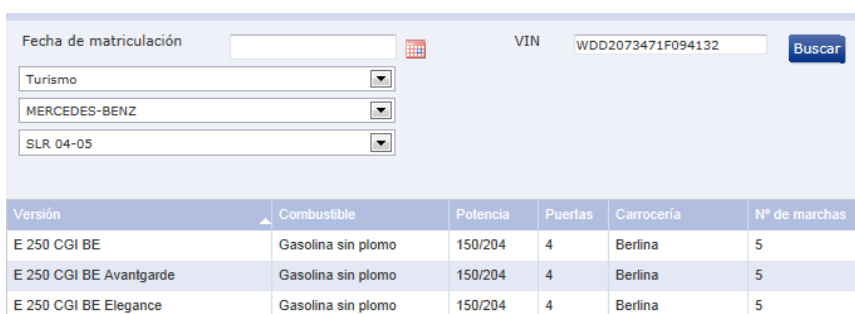 Fecha de matriculación VIN WDD2073471F094132 Buscar
Turismo
MERCEDES-BENZ
SLR 04-05
Versión Combustible Potencia Puertas Carrocería Nº de marchas
E 250 CGI BE Gasolina sin plomo 150/204 4 Berlina 5
E 250 CGI BE Avantgarde Gasolina sin plomo 150/204 4 Berlina 5
E 250 CGI BE Elegance Gasolina sin plomo 150/204 4 Berlina 5